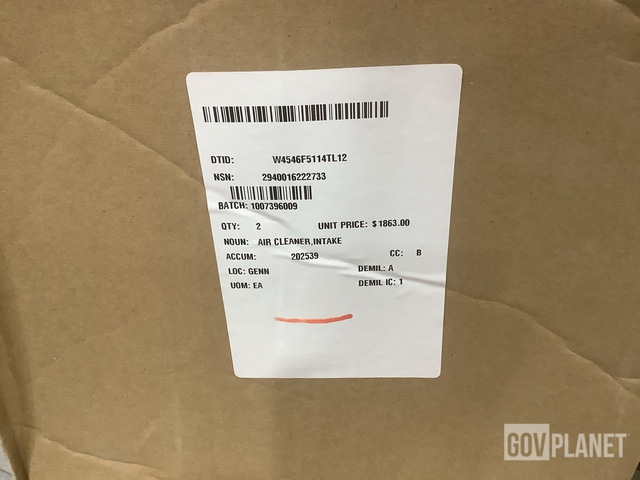 DTID: W4546F5114TL12
NSN: 2940016222733
BATCH: 1007396009
QTY: 2 UNIT PRICE: $1863.00
NOUN: AIR CLEANER,INTAKE
ACCUM: 202539 CC: B
LOC: GENN DEMIL: A
UOM: EA DEMIL IC: 1
GOVPLANET